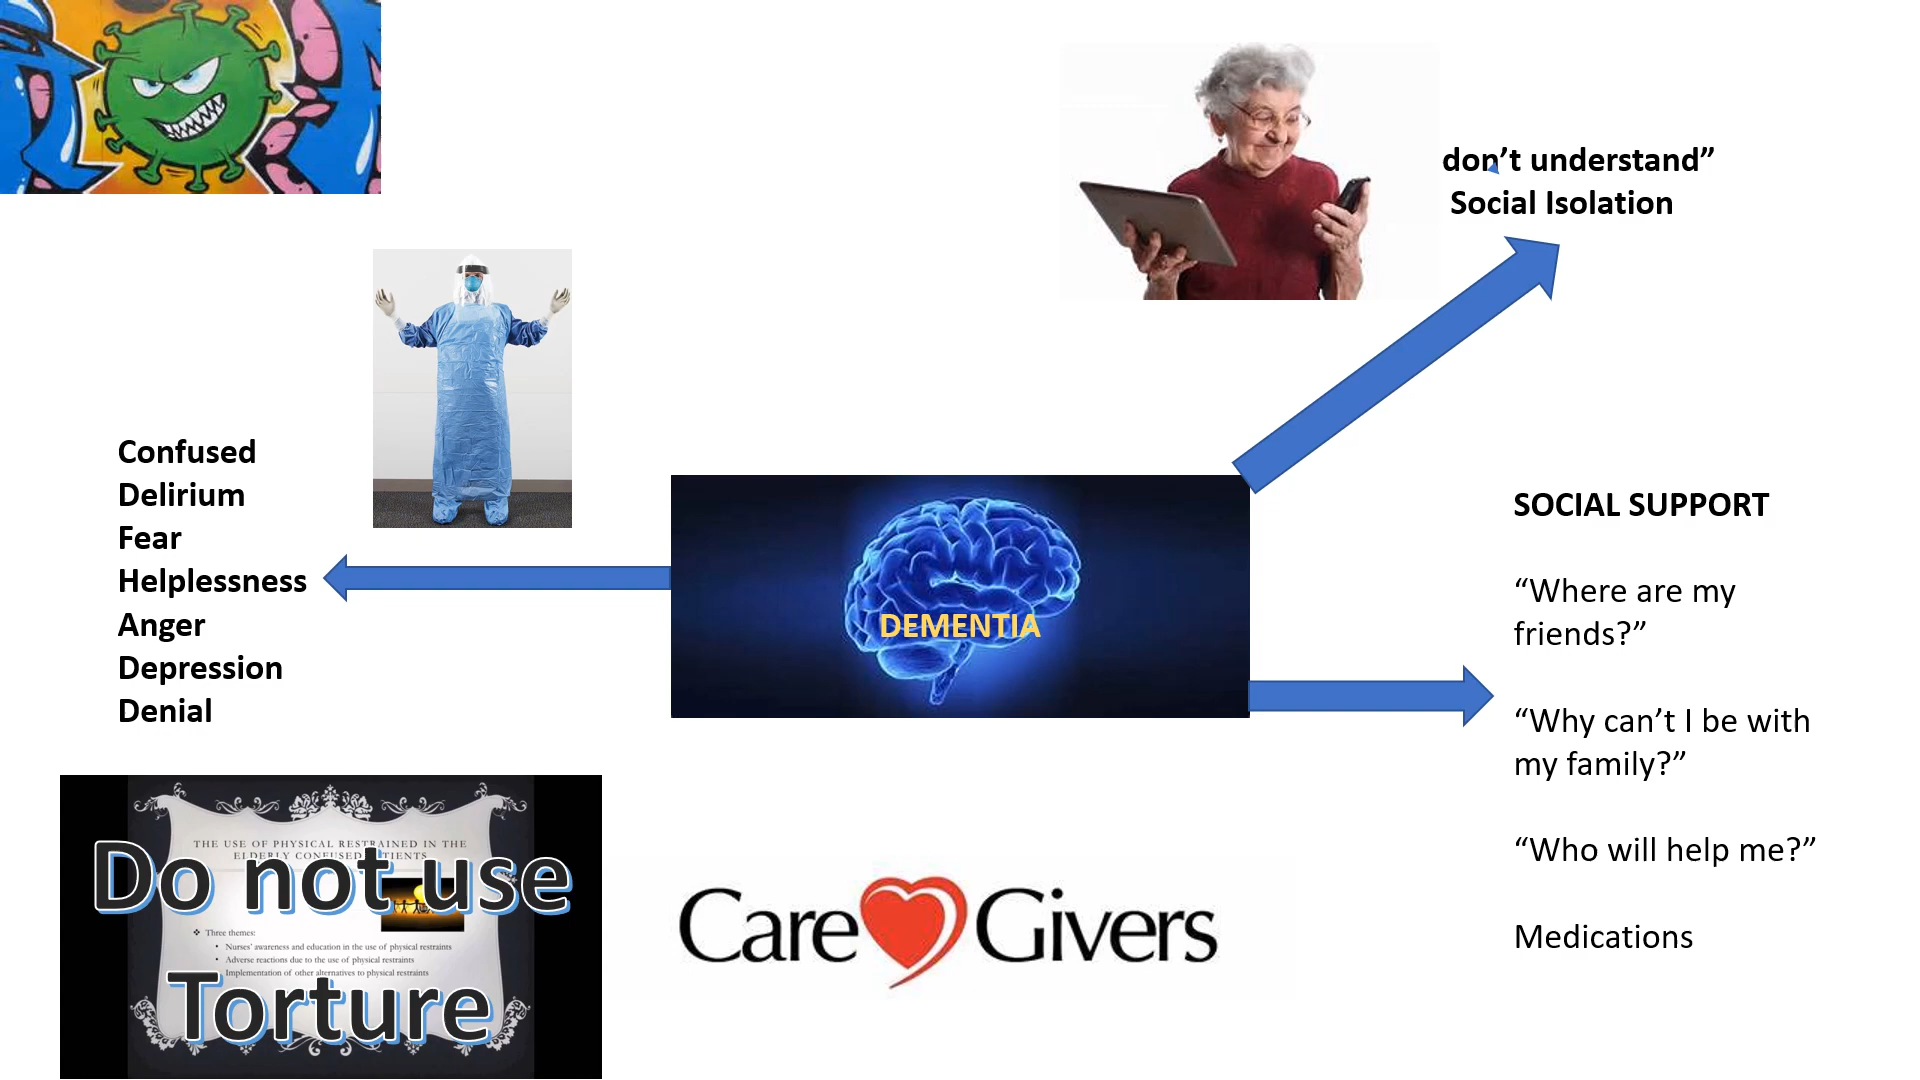 don’t understand”
Social Isolation
Confused
Delirium
Fear
Helplessness
Anger
Depression
Denial
DEMENTIA
SOCIAL SUPPORT
“Where are my
friends?”
“Why can’t I be with
my family?”
“Who will help me?”
Medications
THE USE OF PHYSICAL RESTRAINED IN THE
ELDERLY CONFUSED PATIENTS
Do not use
Three themes:
Nurses' awareness and education in the use of physical restraints
Adverse reactions due to the use of physical restraints
Implementation of other alternatives to physical restraints
Torture
Care Givers